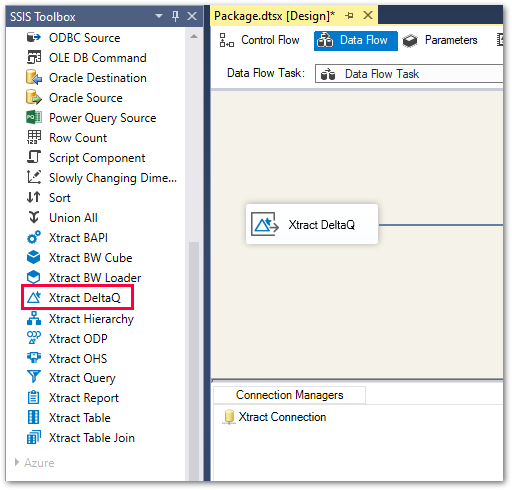 SSIS Toolbox
ODBC Source
OLE DB Command
Oracle Destination
Oracle Source
Power Query Source
Row Count
Script Component
Slowly Changing Dime...
Sort
Union All
Xtract BAPI
Xtract BW Cube
Xtract BW Loader
Xtract DeltaQ
Xtract Hierarchy
Xtract ODP
Xtract OHS
Xtract Query
Xtract Report
Xtract Table
Xtract Table Join
Azure
Package.dtsx [Design]*
Control Flow Data Flow Parameters
Data Flow Task: Data Flow Task
Xtract DeltaQ
Connection Managers
Xtract Connection